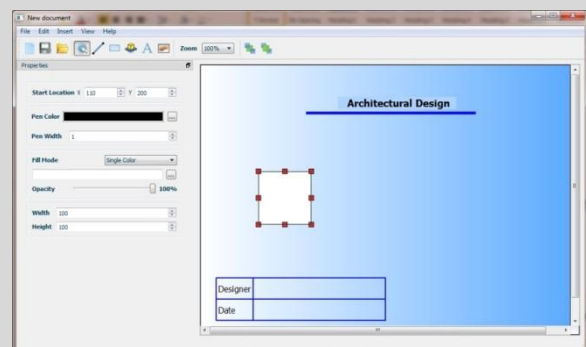 New document
File Edit Insert View Help
A Zoom 100%
Properties
Start Location X 110 Y 200
Pen Color
...
Pen Width 1
Fill Mode Single Color
...
Opacity 100%
Width 100
Height 100
Architectural Design
Designer
Date